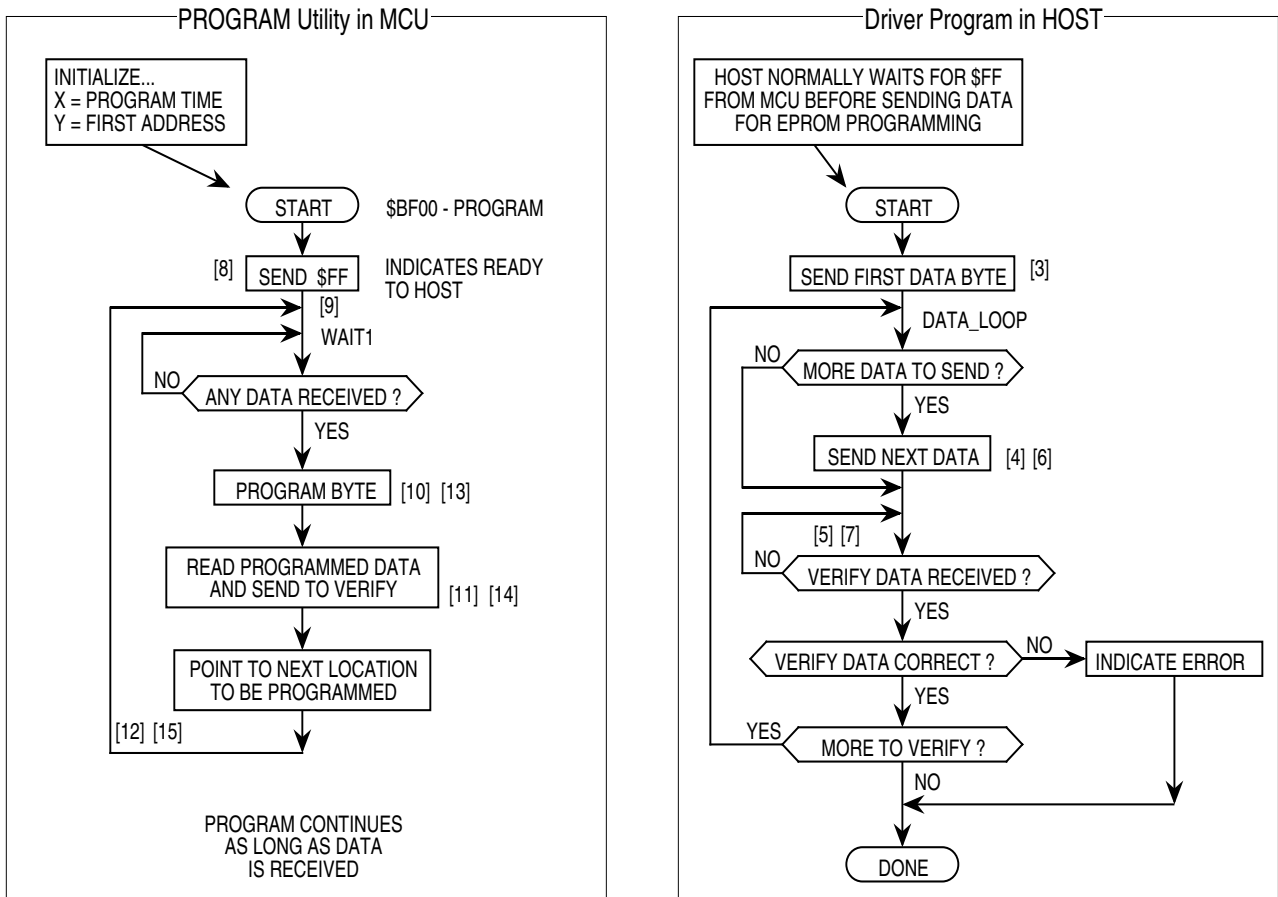 PROGRAM Utility in MCU
INITIALIZE...
X = PROGRAM TIME
Y = FIRST ADDRESS
START
$BF00 - PROGRAM
[8]
SEND $FF
INDICATES READY
TO HOST
[9]
WAIT1
NO
ANY DATA RECEIVED ?
YES
PROGRAM BYTE
[10] [13]
READ PROGRAMMED DATA
AND SEND TO VERIFY
[11] [14]
POINT TO NEXT LOCATION
TO BE PROGRAMMED
[12] [15]
PROGRAM CONTINUES
AS LONG AS DATA
IS RECEIVED
Driver Program in HOST
HOST NORMALLY WAITS FOR $FF
FROM MCU BEFORE SENDING DATA
FOR EPROM PROGRAMMING
START
SEND FIRST DATA BYTE
[3]
DATA_LOOP
NO
MORE DATA TO SEND ?
YES
SEND NEXT DATA
[4] [6]
[5] [7]
NO
VERIFY DATA RECEIVED ?
YES
VERIFY DATA CORRECT ?
NO
INDICATE ERROR
YES
YES
MORE TO VERIFY ?
NO
DONE